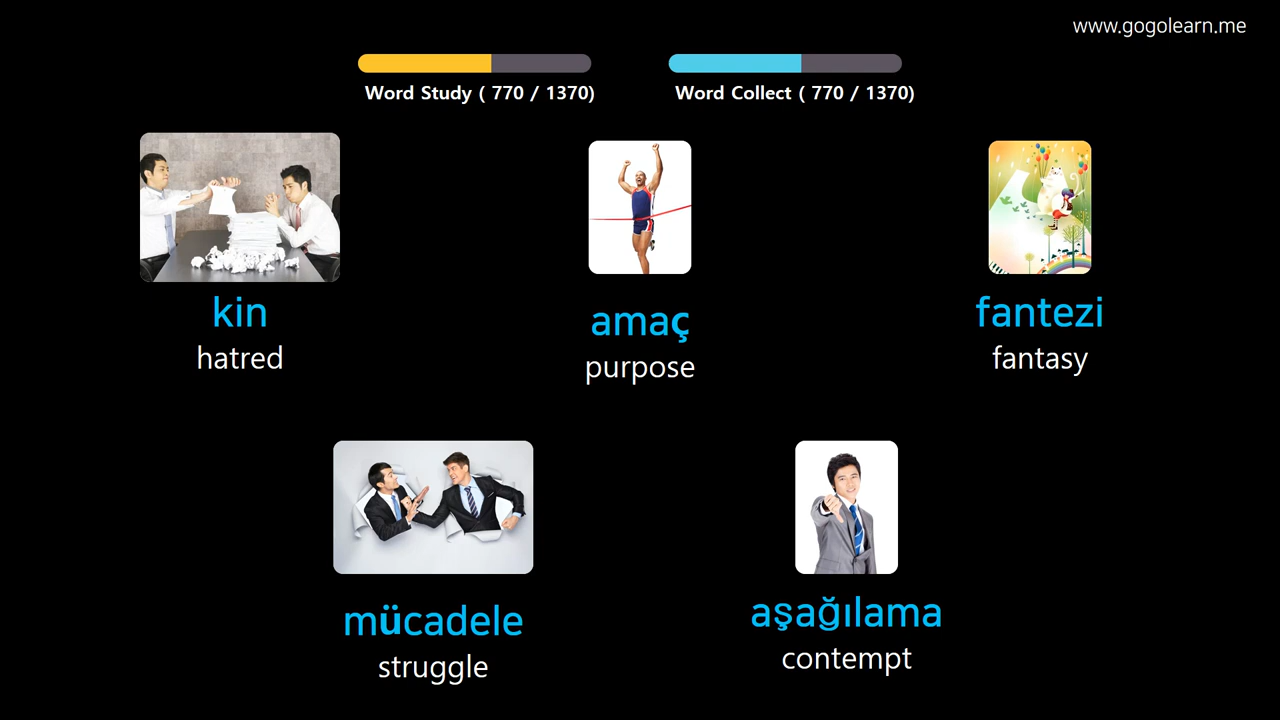 www.gogolearn.me
Word Study ( 770 / 1370)
Word Collect ( 770 / 1370)
kin
hatred
amaç
purpose
fantezi
fantasy
mücadele
struggle
aşağılama
contempt